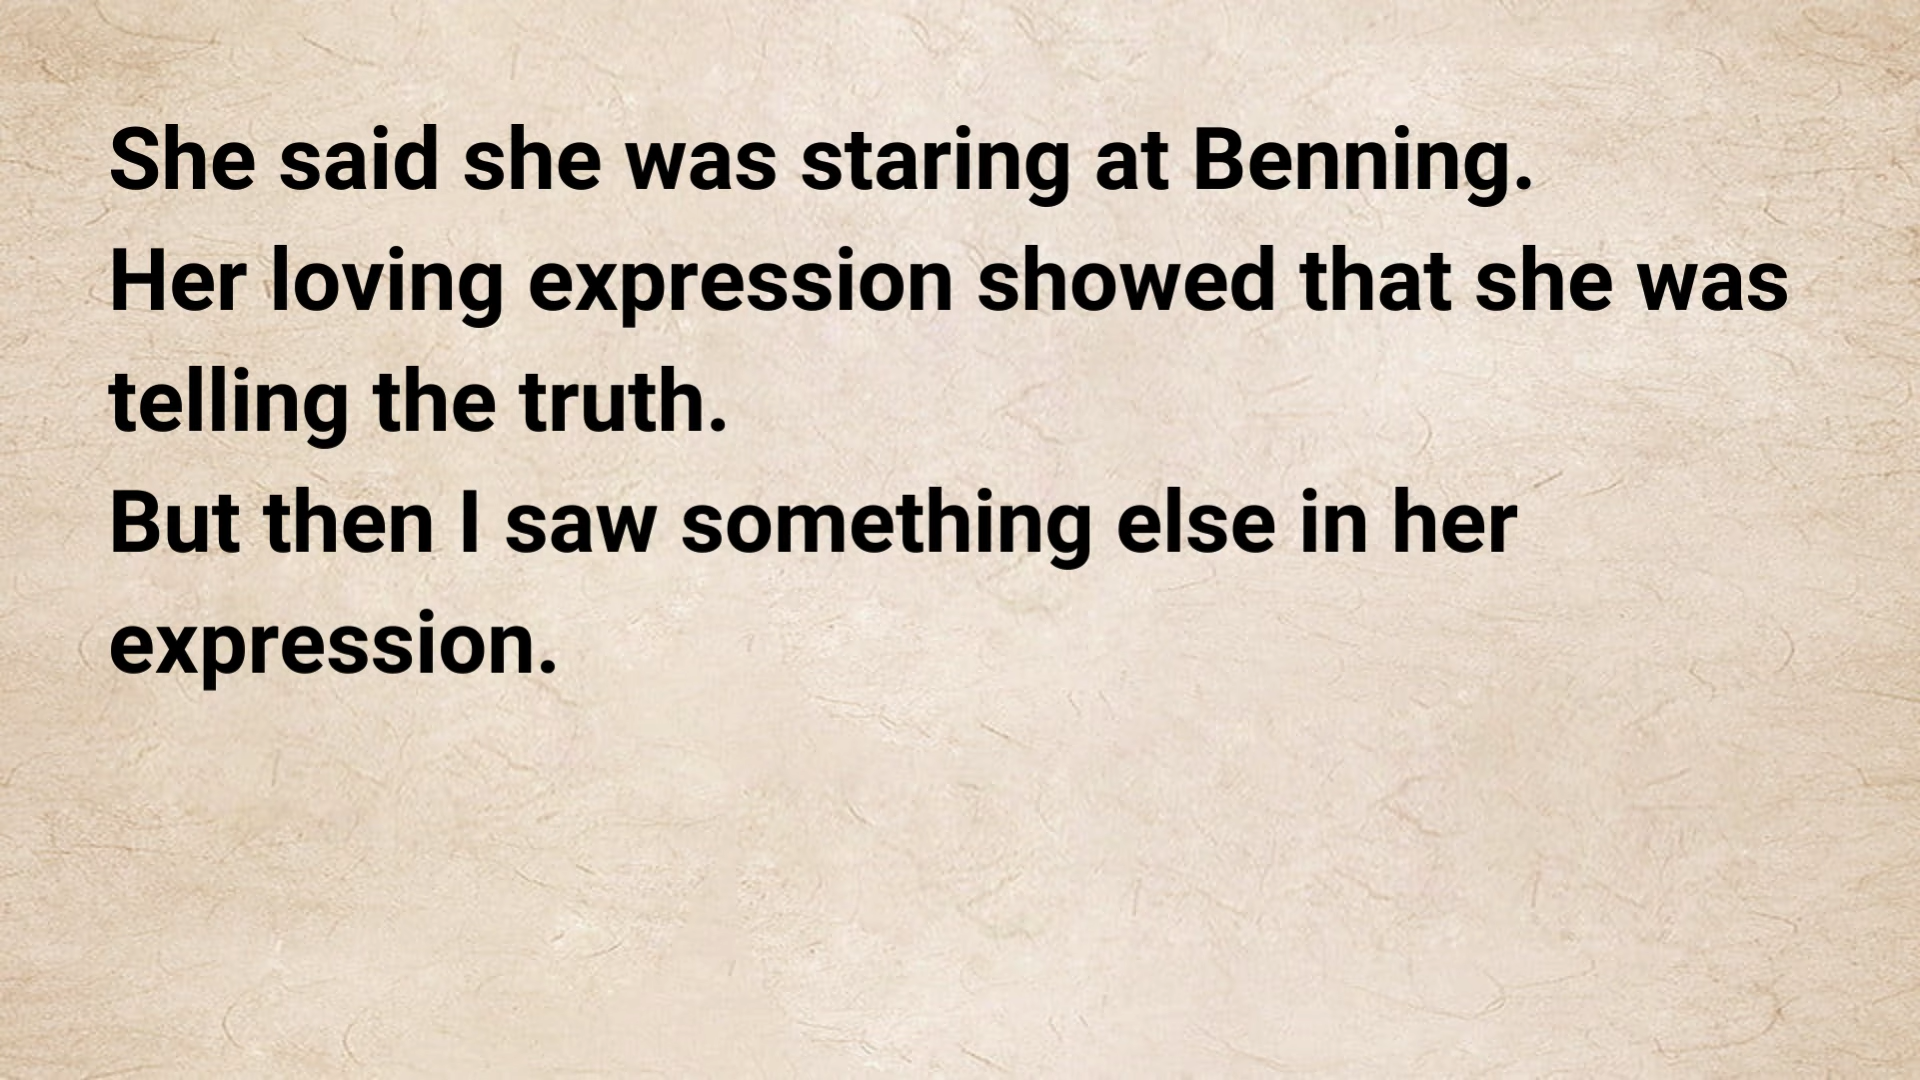 She said she was staring at Benning.
Her loving expression showed that she was
telling the truth.
But then I saw something else in her
expression.